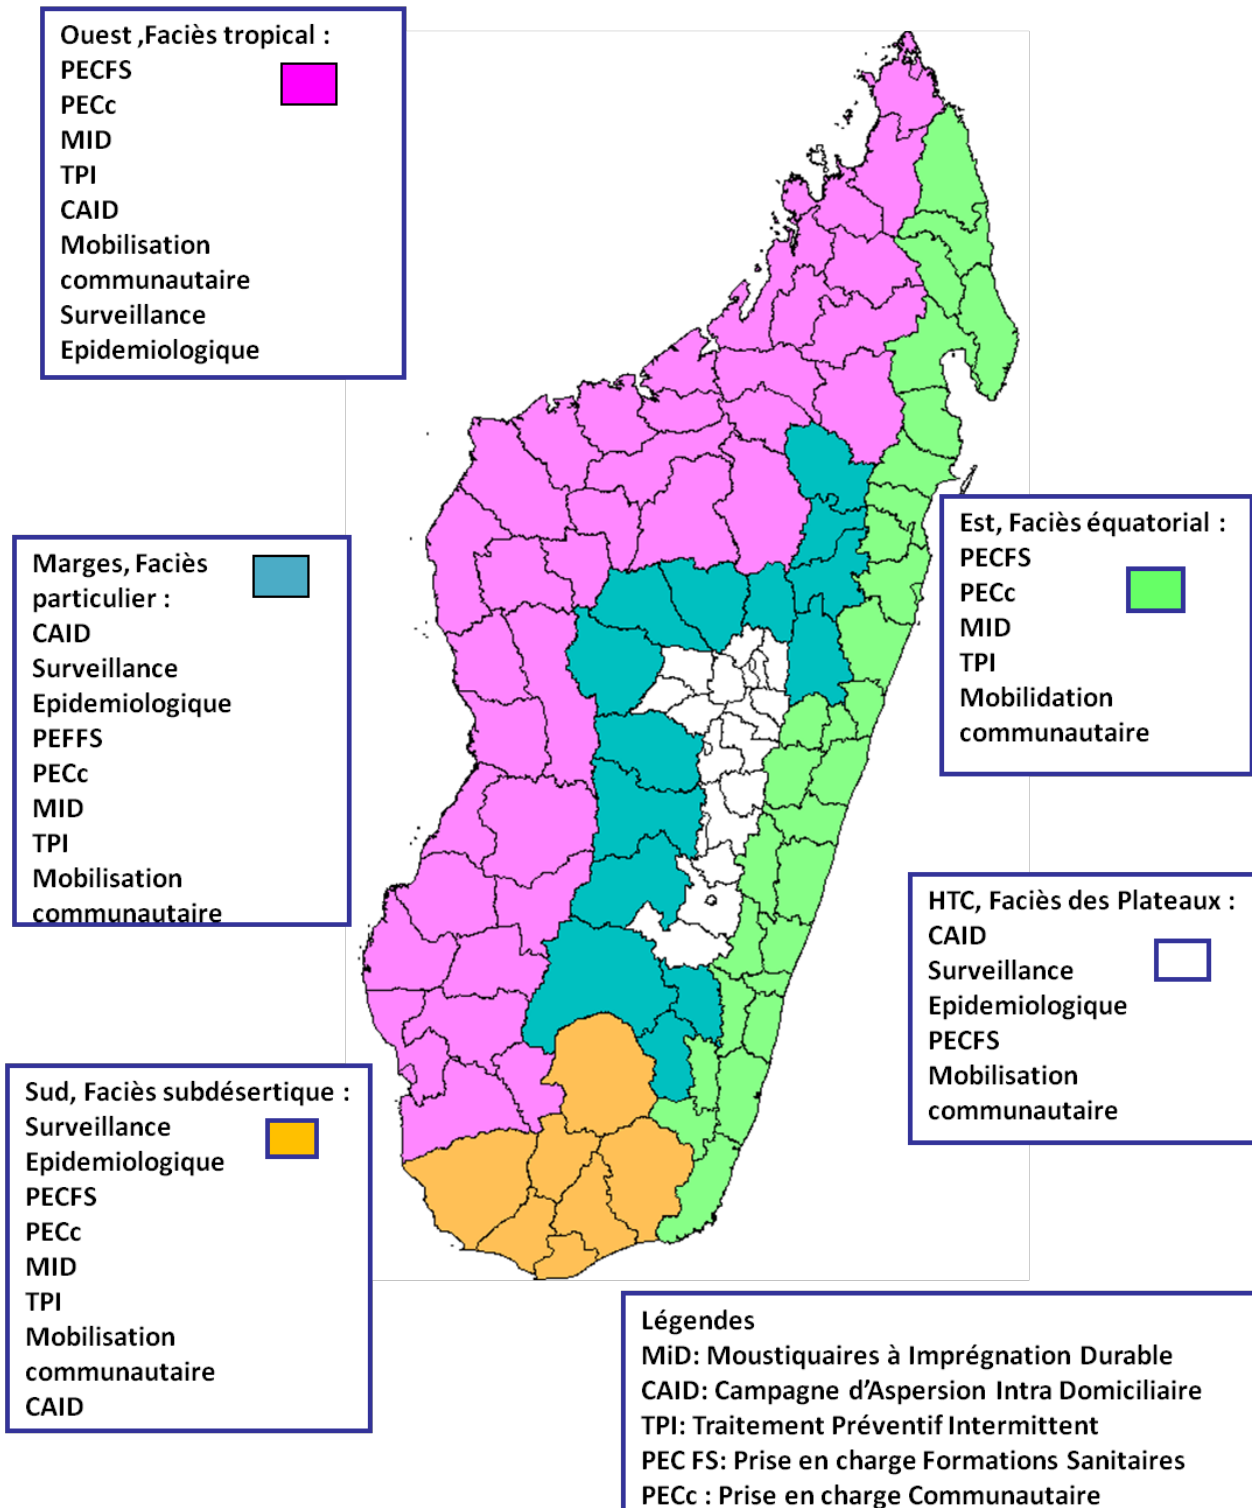 Ouest ,Faciès tropical :
PECFS
PECc
MID
TPI
CAID
Mobilisation
communautaire
Surveillance
Epidemiologique
Marges, Faciès
particulier :
CAID
Surveillance
Epidemiologique
PEFFS
PECc
MID
TPI
Mobilisation
communautaire
Sud, Faciès subdésertique :
Surveillance
Epidemiologique
PECFS
PECc
MID
TPI
Mobilisation
communautaire
CAID
Est, Faciès équatorial :
PECFS
PECc
MID
TPI
Mobilidation
communautaire
HTC, Faciès des Plateaux :
CAID
Surveillance
Epidemiologique
PECFS
Mobilisation
communautaire
Légendes
MiD: Moustiquaires à Imprégnation Durable
CAID: Campagne d’Aspersion Intra Domiciliaire
TPI: Traitement Préventif Intermittent
PEC FS: Prise en charge Formations Sanitaires
PECc : Prise en charge Communautaire